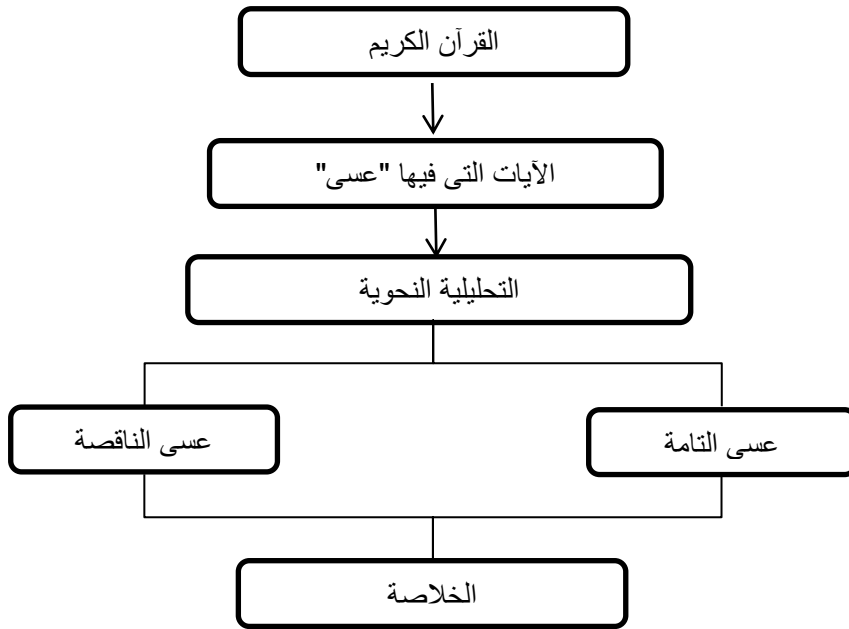 القرآن الكريم
الآيات التى فيها "عسى"
التحليلية النحوية
عسى التامة
عسى الناقصة
الخلاصة